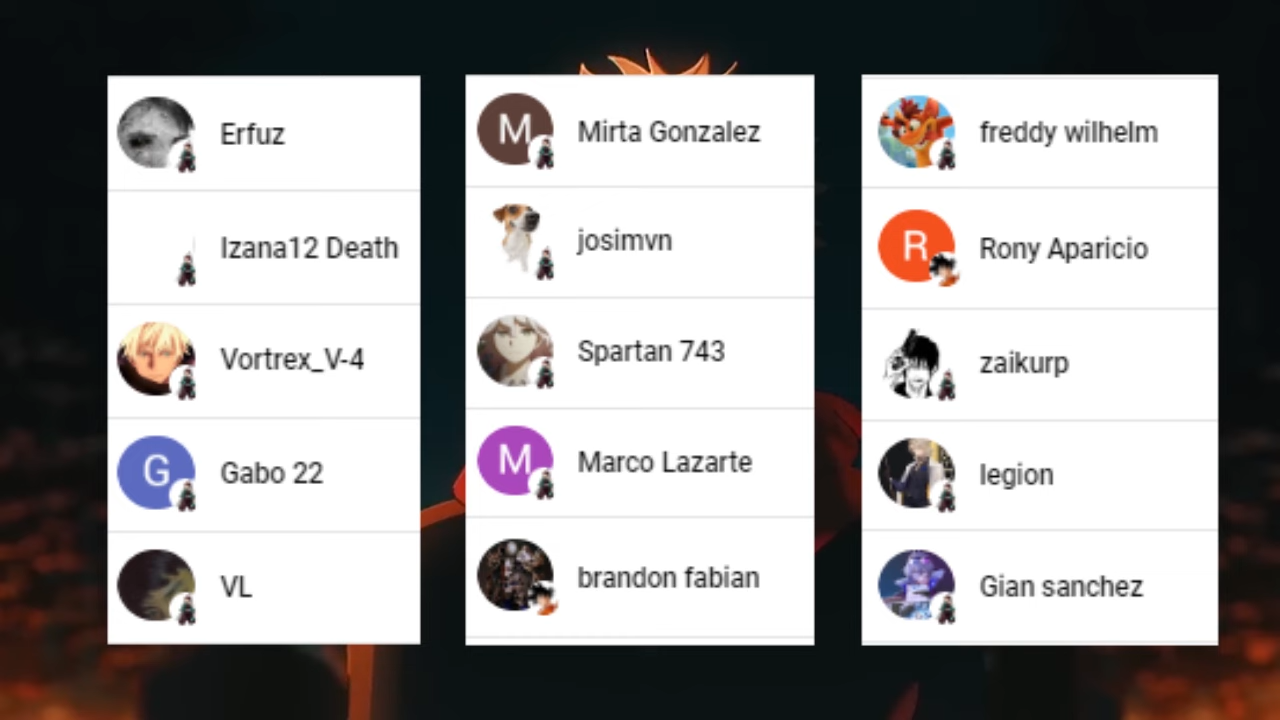 Erfuz
Izana12 Death
Vortrex_V-4
G
Gabo 22
VL
M
Mirta Gonzalez
josimvn
Spartan 743
M
Marco Lazarte
brandon fabian
freddy wilhelm
R
Rony Aparicio
zaikurp
legion
Gian sanchez